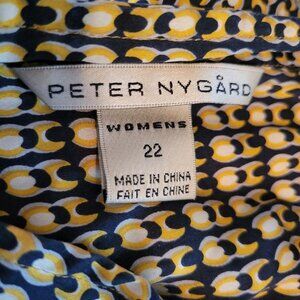 PETER NYGÅRD
WOMENS
22
MADE IN CHINA
FAIT EN CHINE